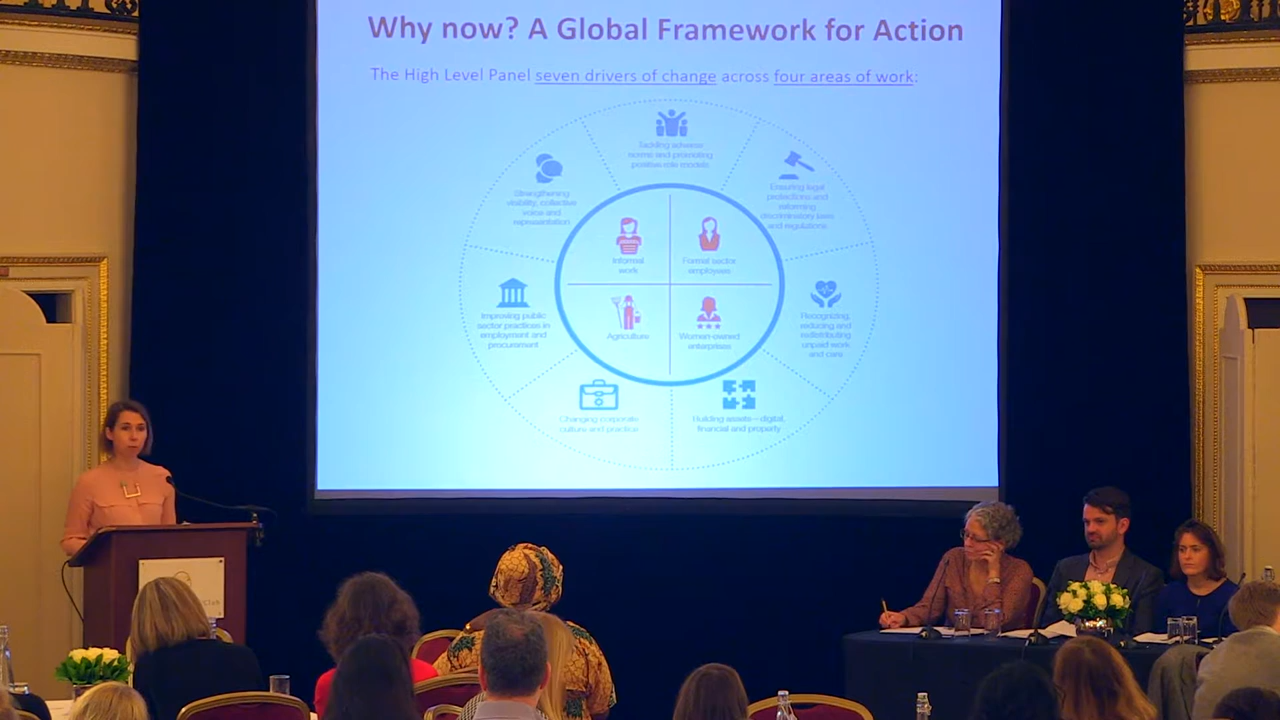 Why now? A Global Framework for Action
The High Level Panel seven drivers of change across four areas of work:
Tackling adverse
norms and promoting
positive role models
Strengthening
visibility, collective
voice and
representation
Ensuring legal
protections and
reforming
discriminatory laws
and regulations
Informal
work
Formal sector
employees
Improving public
sector practices in
employment and
procurement
Agriculture
Women-owned
enterprises
Recognizing,
reducing and
redistributing
unpaid work
and care
Changing corporate
culture and practice
Building assets—digital,
financial and property
Club